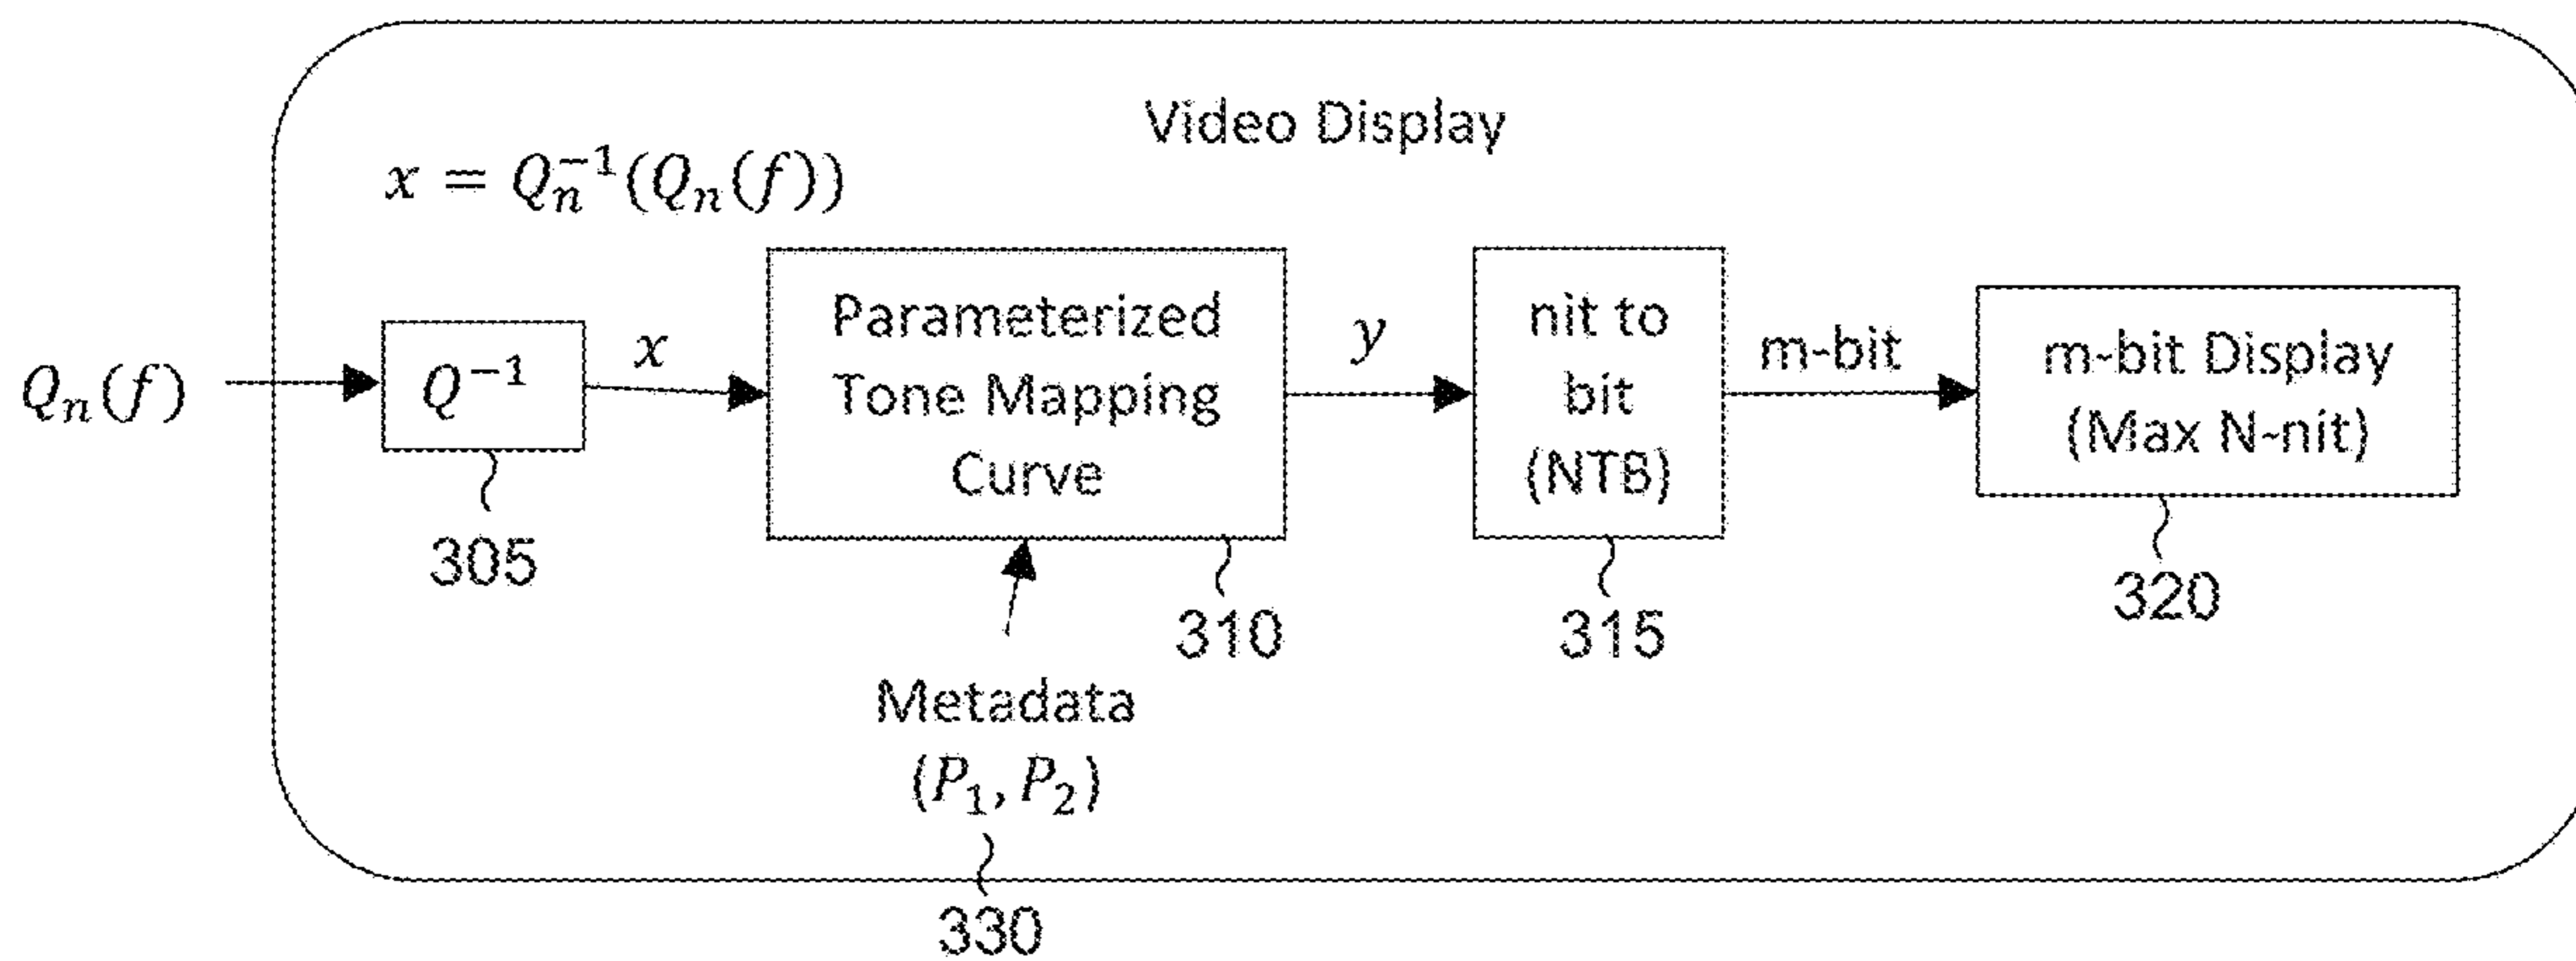 Video Display
x = Q_n^{-1}(Q_n(f))
Q_n(f)
Q^{-1}
x
Parameterized
Tone Mapping
Curve
y
nit to
bit
(NTB)
m-bit
m-bit Display
(Max N-nit)
305
310
315
320
Metadata
(P_1, P_2)
330